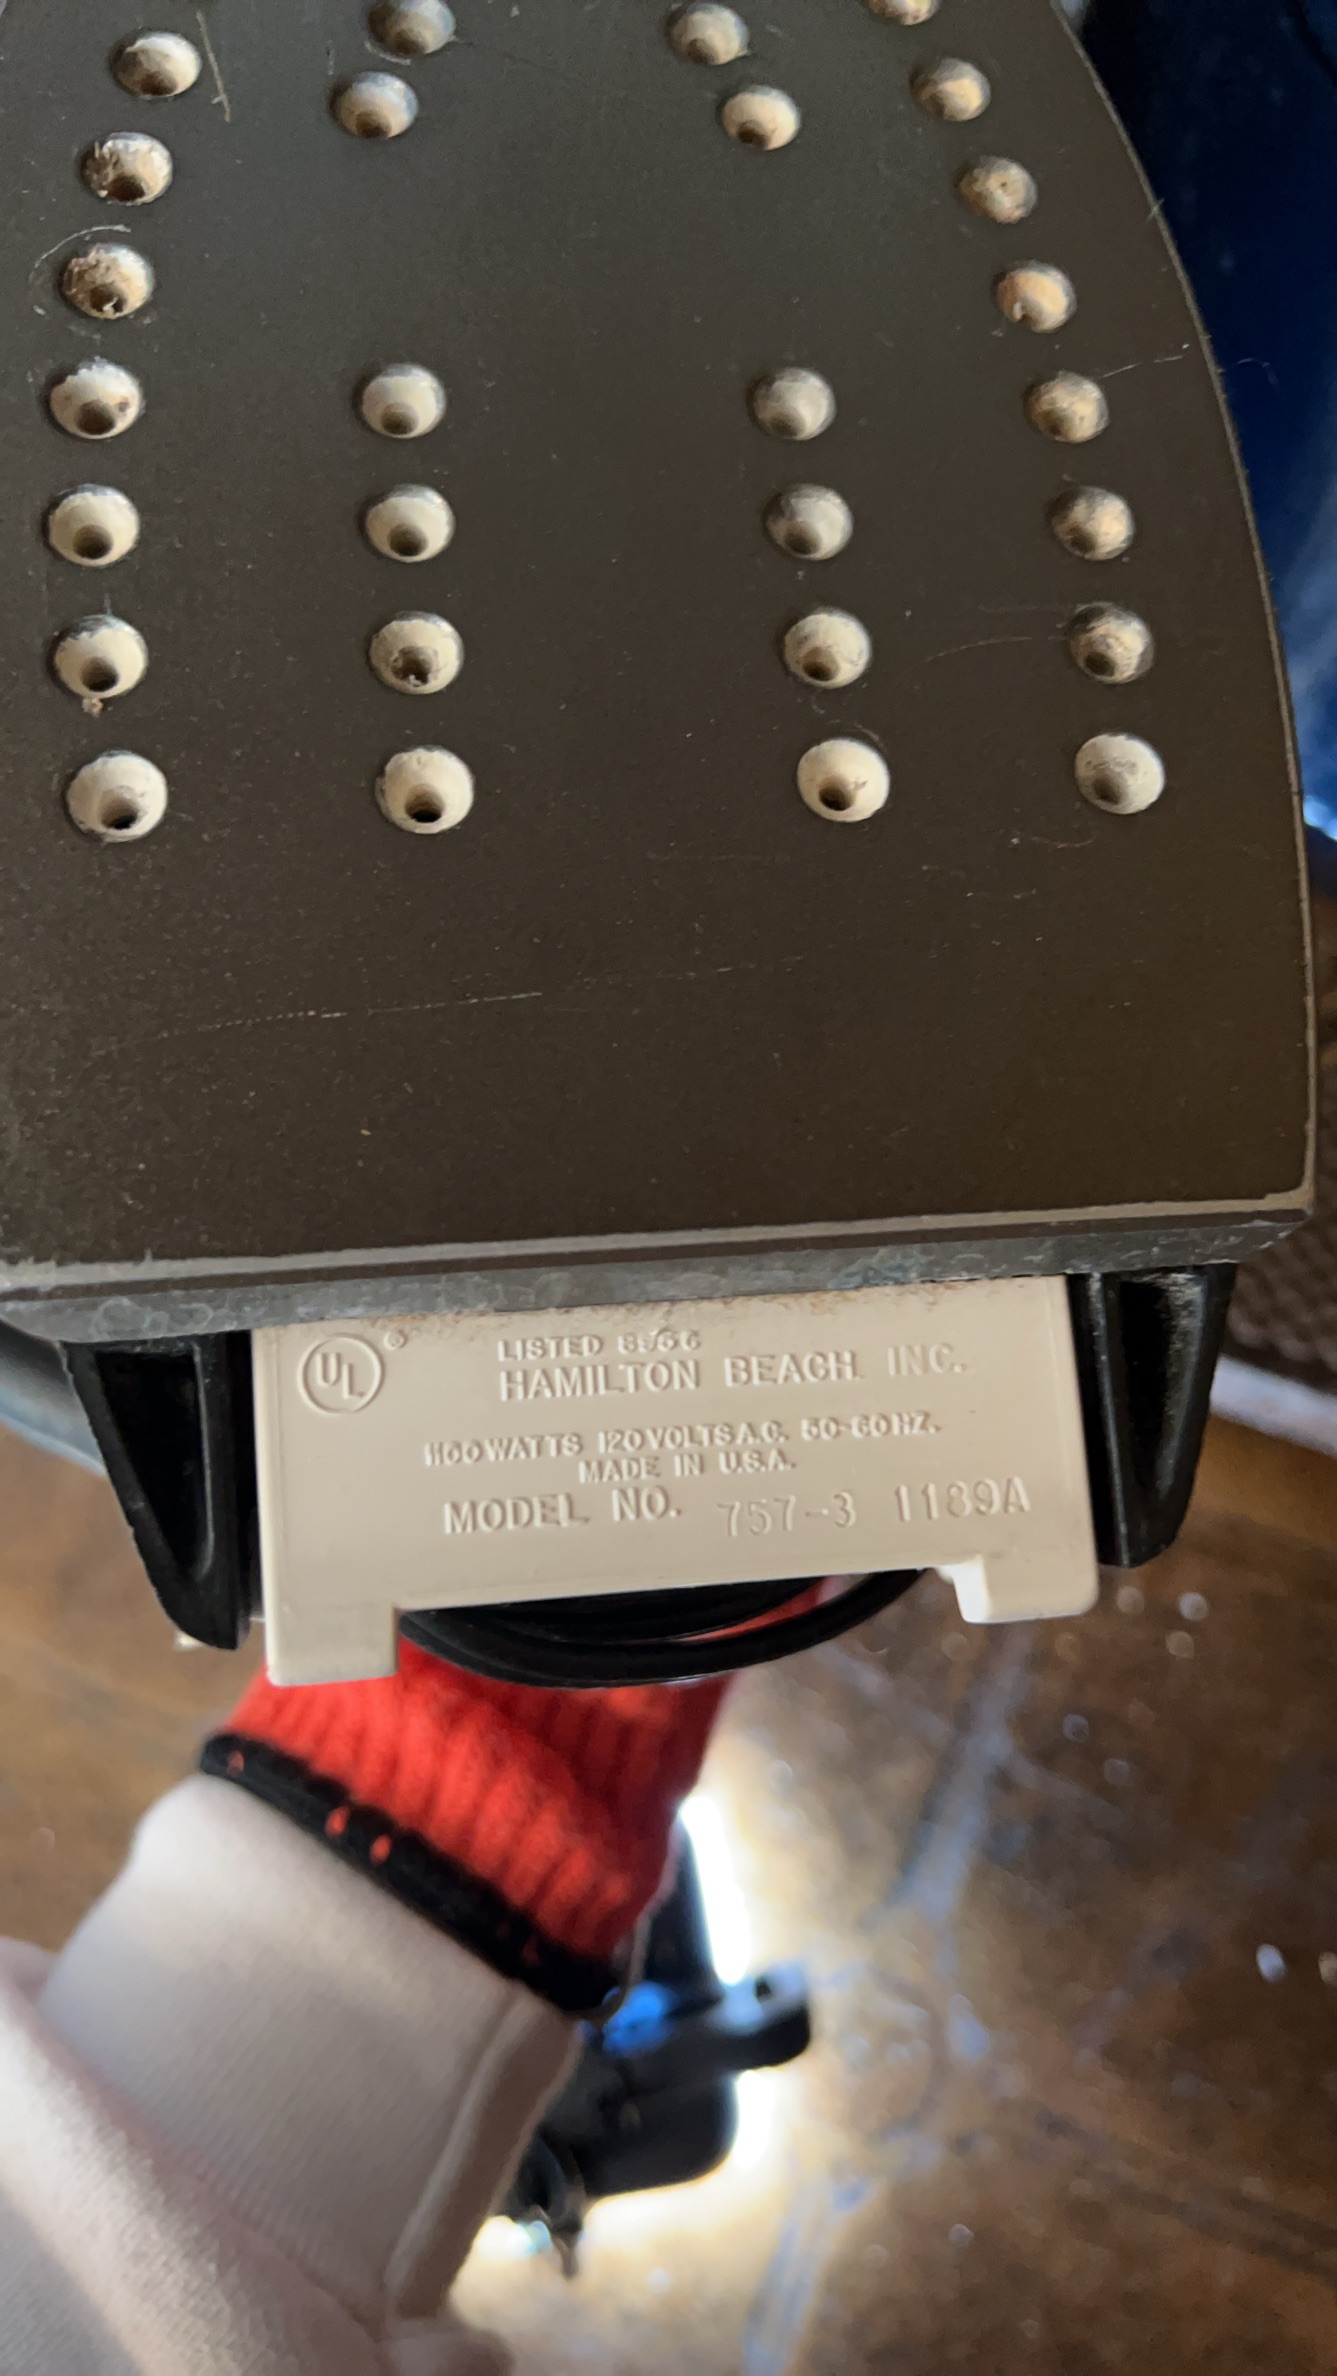 UL ®
LISTED
HAMILTON BEACH INC.
1100 WATTS 120 VOLTS A.C. 50-60 HZ.
MADE IN U.S.A.
MODEL NO. 757--3 1189A